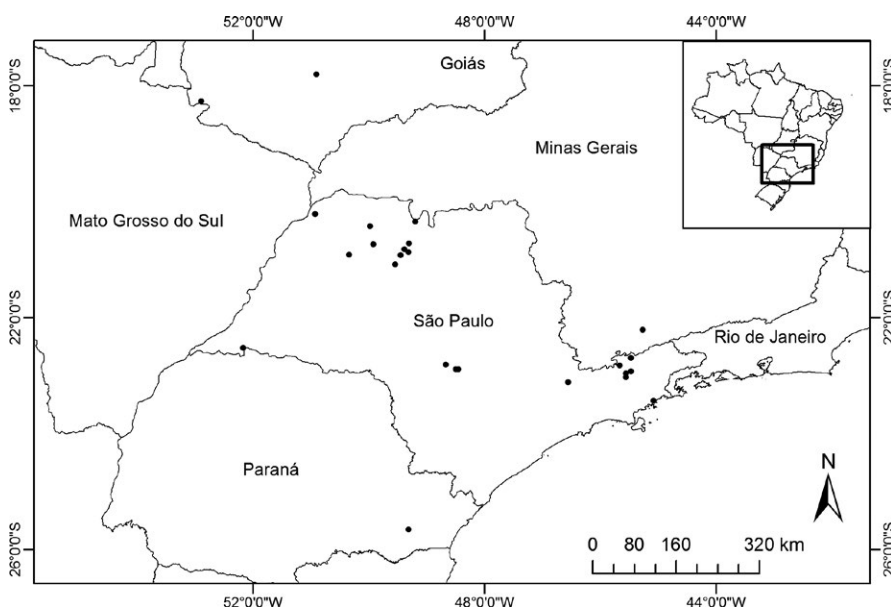 52°0'0"W 48°0'0"W 44°0'0"W
18°0'0"S 18°0'0"S
Goiás
Minas Gerais
Mato Grosso do Sul
22°0'0"S 22°0'0"S
São Paulo
Rio de Janeiro
Paraná
N
0 80 160 320 km
26°0'0"S 26°0'0"S
52°0'0"W 48°0'0"W 44°0'0"W